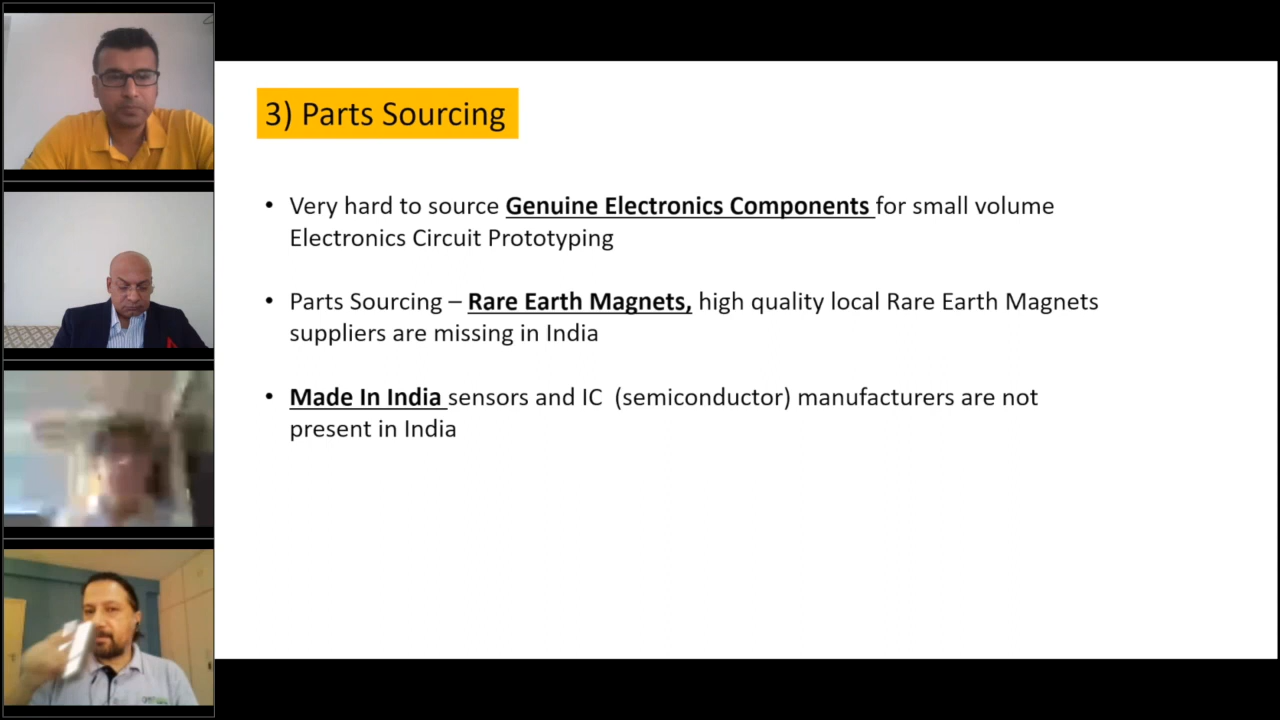 3) Parts Sourcing
• Very hard to source Genuine Electronics Components for small volume
Electronics Circuit Prototyping
• Parts Sourcing – Rare Earth Magnets, high quality local Rare Earth Magnets
suppliers are missing in India
• Made In India sensors and IC (semiconductor) manufacturers are not
present in India